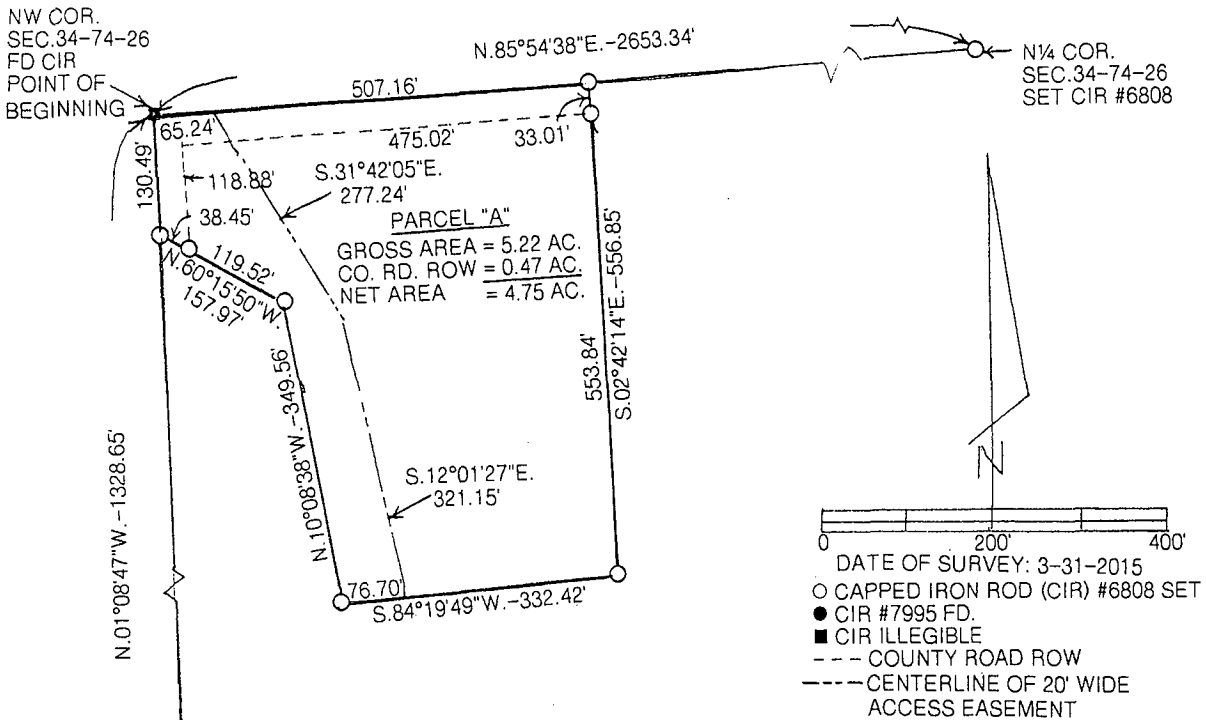 NW COR.
SEC.34-74-26
FD CIR
POINT OF
BEGINNING
N.85°54'38"E.-2653.34'
N¼ COR.
SEC.34-74-26
SET CIR #6808
507.16'
65.24'
475.02'
33.01'
130.49'
118.88'
S.31°42'05"E.
277.24'
38.45'
119.52'
N.60°15'50"W.
157.97'
PARCEL "A"
GROSS AREA = 5.22 AC.
CO. RD. ROW = 0.47 AC.
NET AREA = 4.75 AC.
553.84'
S.02°42'14"E.-556.85'
N.10°08'38"W.-349.56'
N.01°08'47"W.-1328.65'
S.12°01'27"E.
321.15'
76.70'
S.84°19'49"W.-332.42'
N
0 200' 400'
DATE OF SURVEY: 3-31-2015
CAPPED IRON ROD (CIR) #6808 SET
CIR #7995 FD.
CIR ILLEGIBLE
COUNTY ROAD ROW
CENTERLINE OF 20' WIDE
ACCESS EASEMENT